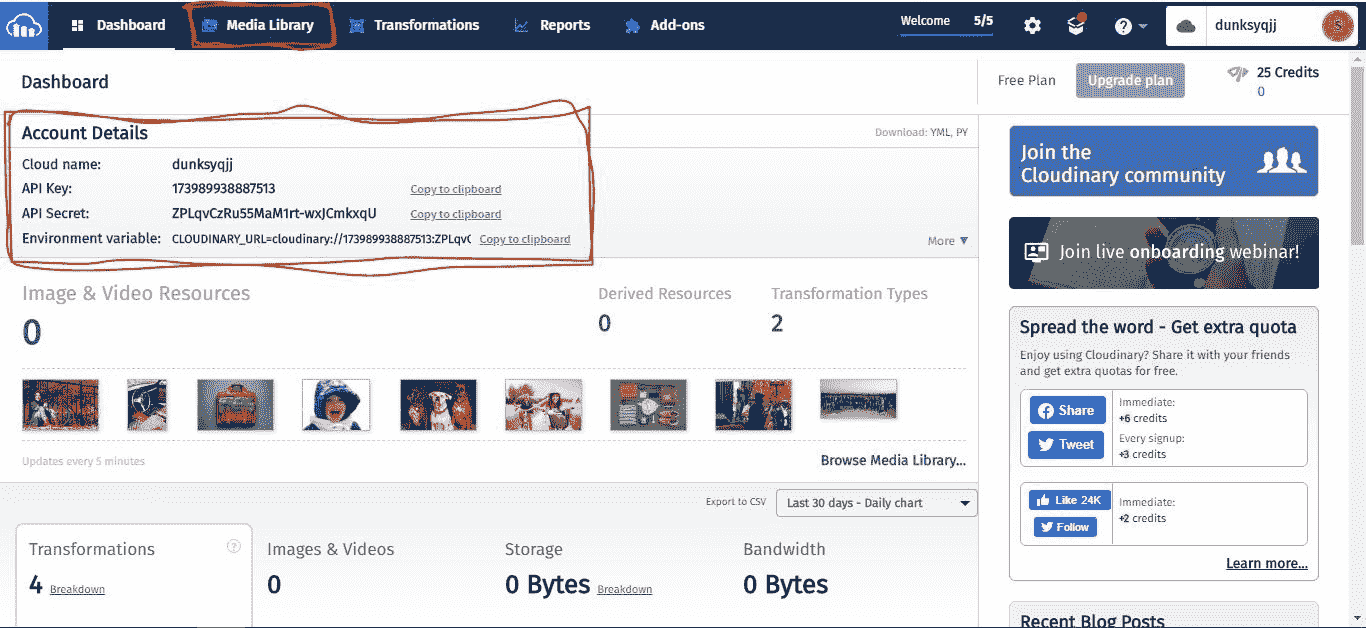 Dashboard Media Library Transformations Reports Add-ons Welcome 5/5 ? dunksyqjj S
Dashboard
Free Plan Upgrade plan 25 Credits
0
Account Details
Download: YML, PY
Cloud name: dunksyqjj
API Key: 173989938887513 Copy to clipboard
API Secret: ZPLqvCzRu55MaM1rt-wxJCmkxqU Copy to clipboard
Environment variable: CLOUDINARY_URL=cloudinary://173989938887513:ZPLqvC Copy to clipboard
More
Join the
Cloudinary community
Join live onboarding webinar!
Image & Video Resources Derived Resources Transformation Types
0 0 2
Updates every 5 minutes
Browse Media Library...
Spread the word - Get extra quota
Enjoy using Cloudinary? Share it with your friends
and get extra quotas for free.
Share
Tweet
Immediate:
+6 credits
Every signup:
+3 credits
Like 24K
Follow
Immediate:
+2 credits
Learn more...
Export to CSV Last 30 days - Daily chart
Transformations ? Images & Videos Storage Bandwidth
4 Breakdown 0 0 Bytes Breakdown 0 Bytes
Recent Blog Posts